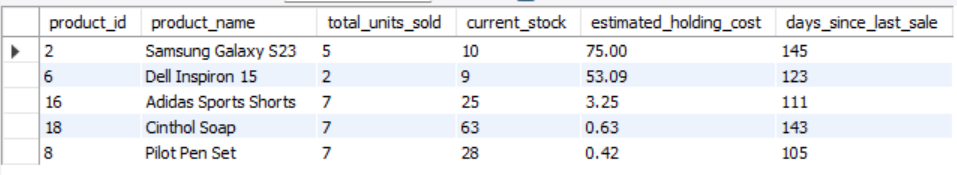 product_id product_name total_units_sold current_stock estimated_holding_cost days_since_last_sale
2 Samsung Galaxy S23 5 10 75.00 145
6 Dell Inspiron 15 2 9 53.09 123
16 Adidas Sports Shorts 7 25 3.25 111
18 Cinthol Soap 7 63 0.63 143
8 Pilot Pen Set 7 28 0.42 105